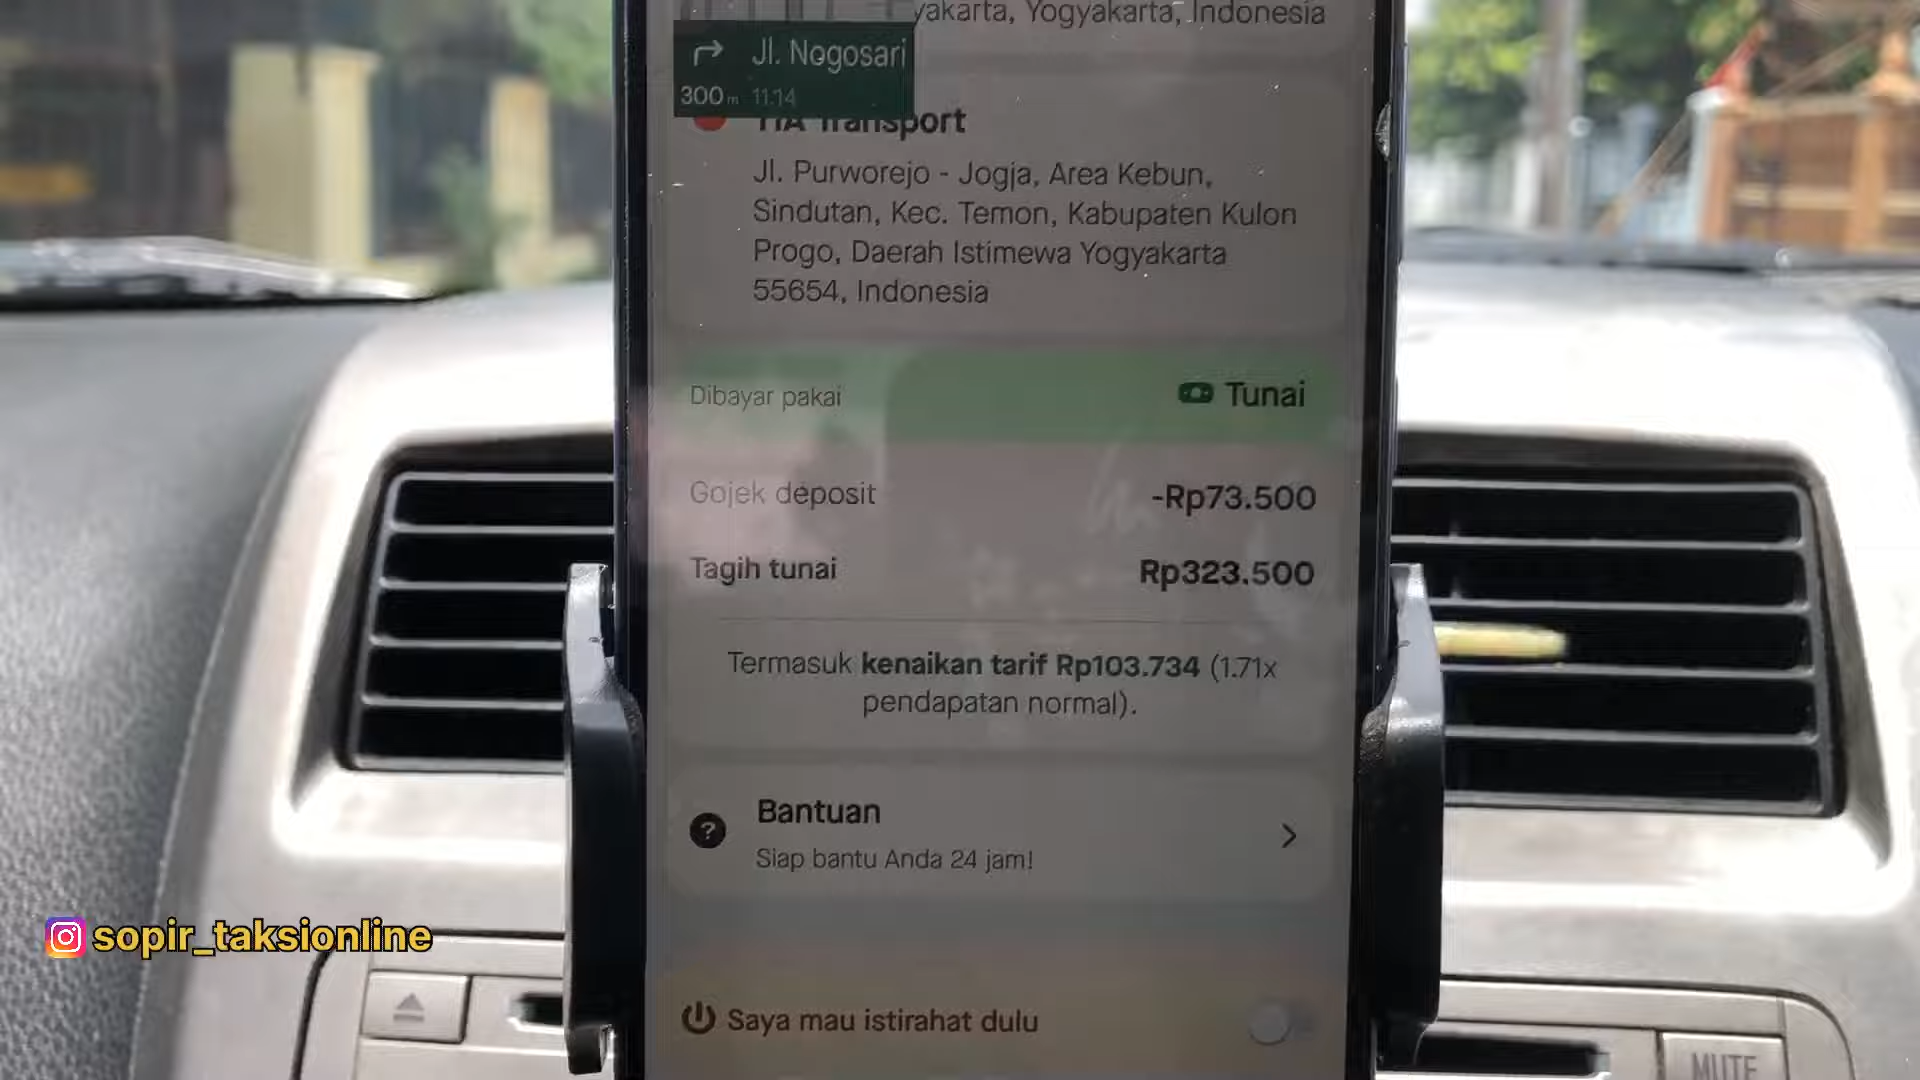 yakarta, Yogyakarta, Indonesia
Jl. Nogosari
300 m 11.14
Transport
Jl. Purworejo - Jogja, Area Kebun,
Sindutan, Kec. Temon, Kabupaten Kulon
Progo, Daerah Istimewa Yogyakarta
55654, Indonesia
Dibayar pakai
Tunai
Gojek deposit
-Rp73.500
Tagih tunai
Rp323.500
Termasuk kenaikan tarif Rp103.734 (1.71x
pendapatan normal).
Bantuan
Siap bantu Anda 24 jam!
sopir_taksionline
Saya mau istirahat dulu
MUTE